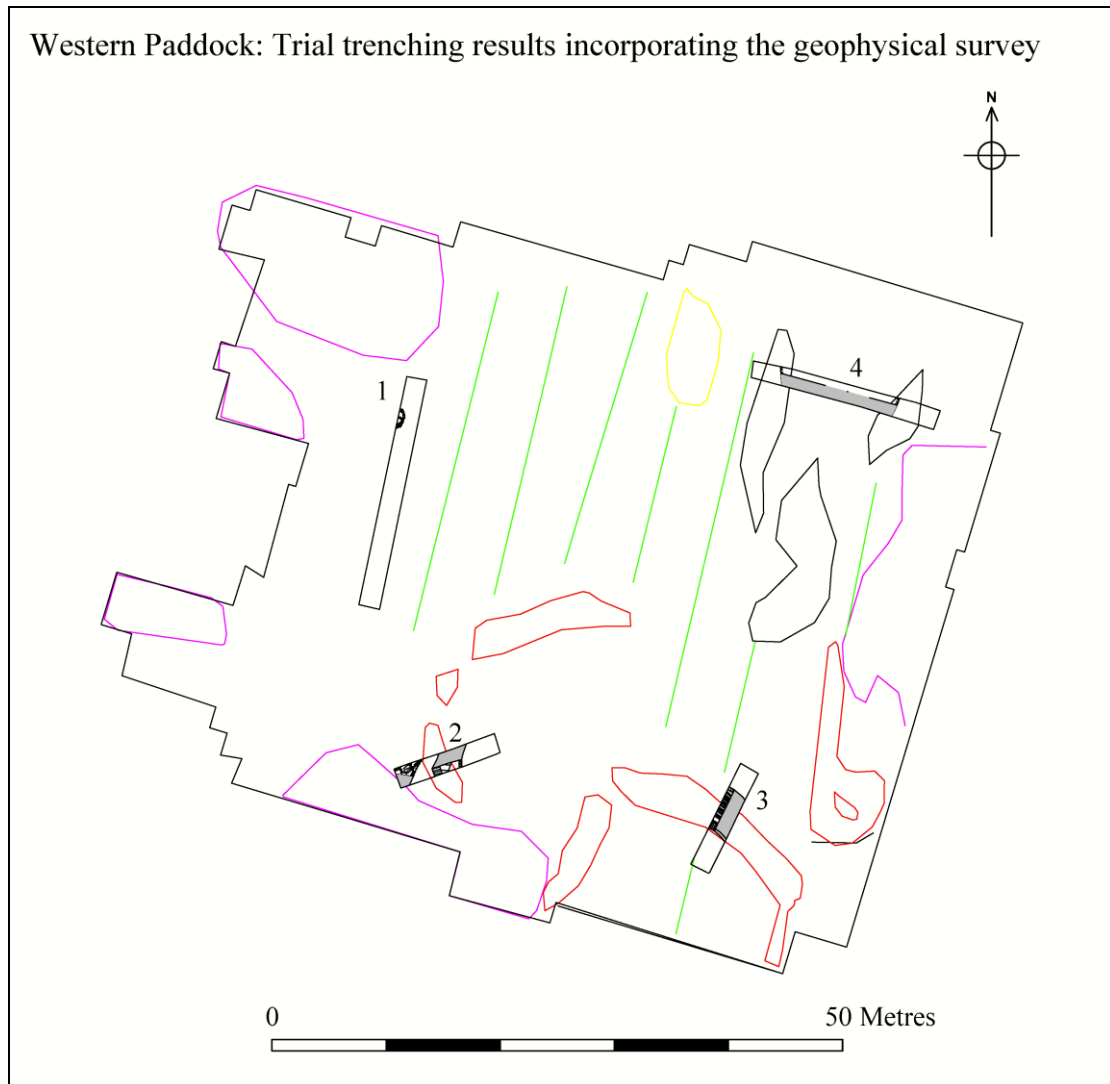 Western Paddock: Trial trenching results incorporating the geophysical survey
N
4
1
2
3
0 50 Metres